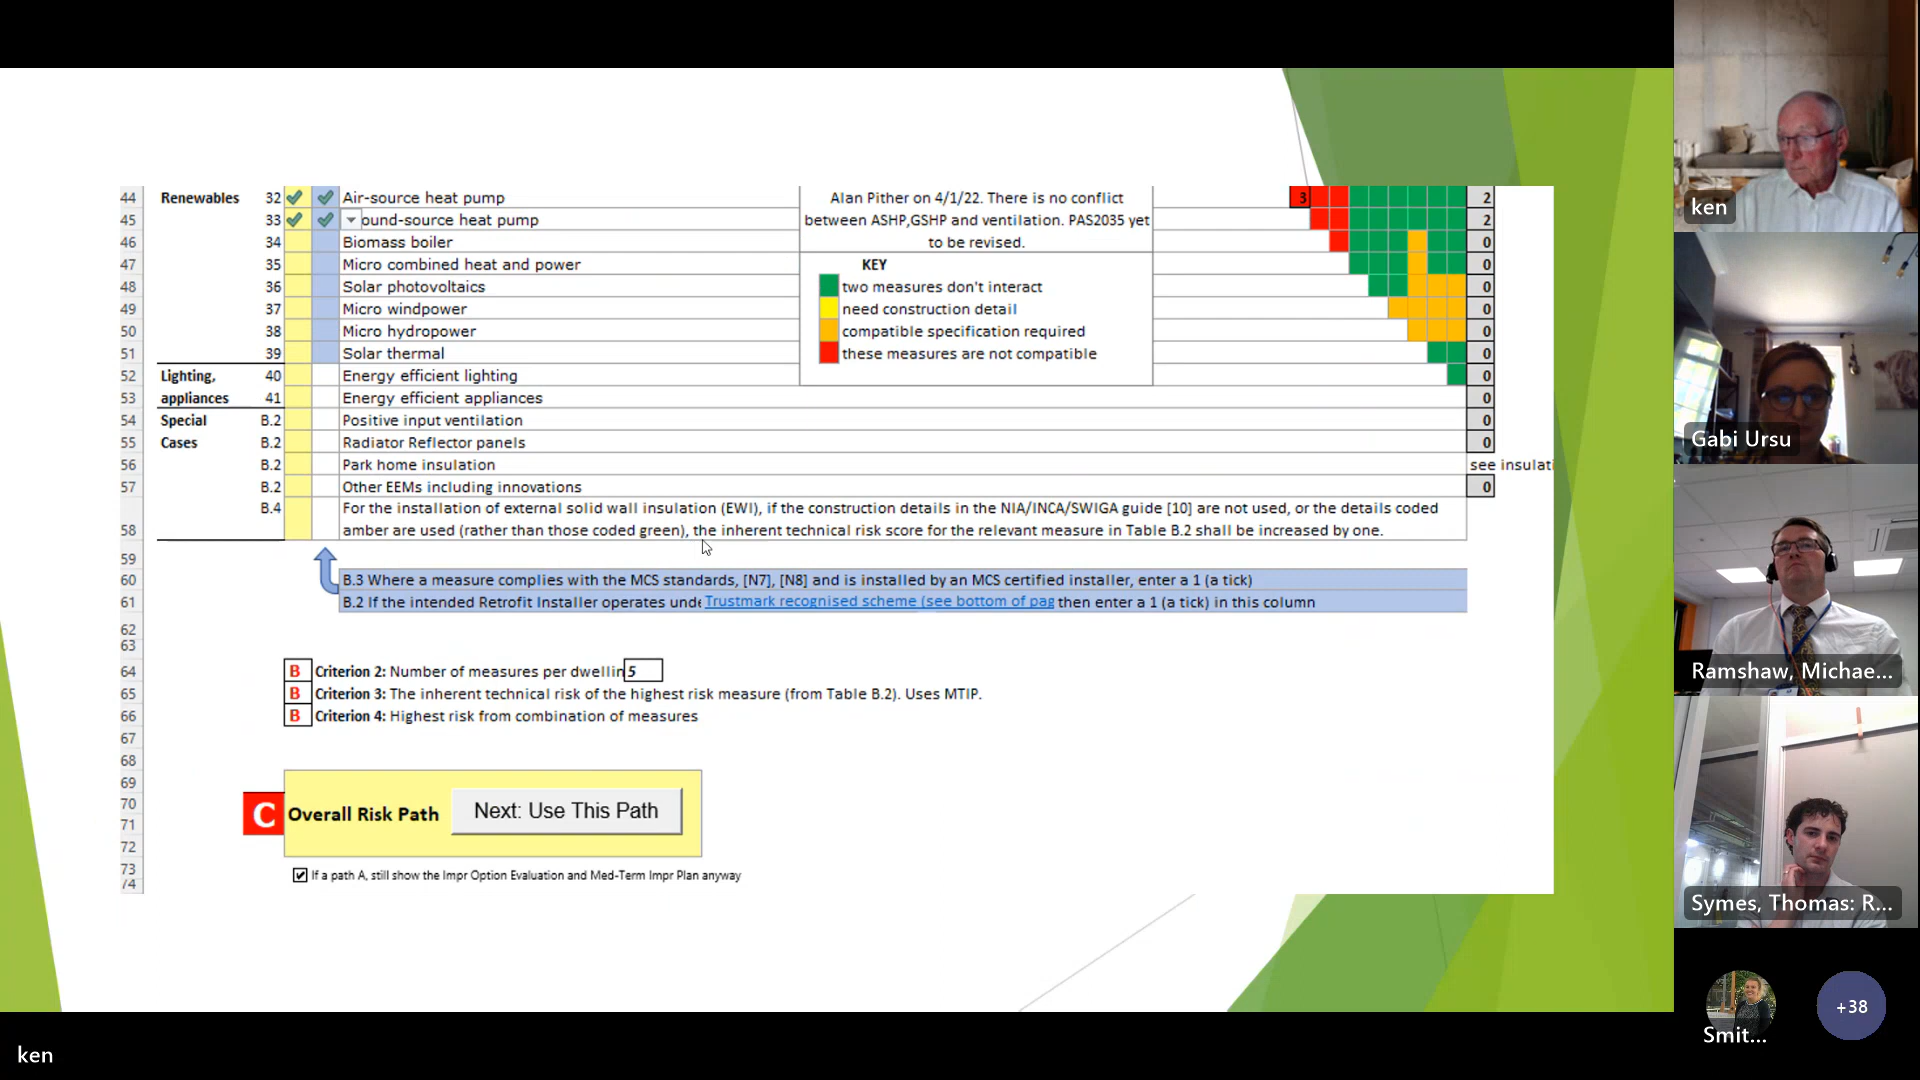 44 Renewables 32 Air-source heat pump Alan Pither on 4/1/22. There is no conflict 3 2
45 33 ound-source heat pump between ASHP,GSHP and ventilation. PAS2035 yet 2
46 34 Biomass boiler to be revised. 0
47 35 Micro combined heat and power KEY 0
48 36 Solar photovoltaics two measures don't interact 0
49 37 Micro windpower need construction detail 0
50 38 Micro hydropower compatible specification required 0
51 39 Solar thermal these measures are not compatible 0
52 Lighting, 40 Energy efficient lighting 0
53 appliances 41 Energy efficient appliances 0
54 Special B.2 Positive input ventilation 0
55 Cases B.2 Radiator Reflector panels 0
56 B.2 Park home insulation see insulati
57 B.2 Other EEMs including innovations 0
B.4 For the installation of external solid wall insulation (EWI), if the construction details in the NIA/INCA/SWIGA guide [10] are not used, or the details coded
58 amber are used (rather than those coded green), the inherent technical risk score for the relevant measure in Table B.2 shall be increased by one.
59
60 B.3 Where a measure complies with the MCS standards, [N7], [N8] and is installed by an MCS certified installer, enter a 1 (a tick)
61 B.2 If the intended Retrofit Installer operates unde Trustmark recognised scheme (see bottom of pag then enter a 1 (a tick) in this column
62
63
64 B Criterion 2: Number of measures per dwellin 5
65 B Criterion 3: The inherent technical risk of the highest risk measure (from Table B.2). Uses MTIP.
66 B Criterion 4: Highest risk from combination of measures
67
68
69
70 C Overall Risk Path Next: Use This Path
71
72
73 If a path A, still show the Impr Option Evaluation and Med-Term Impr Plan anyway
74
ken
ken
Gabi Ursu
Ramshaw, Michae...
Symes, Thomas: R...
Smit...
+38